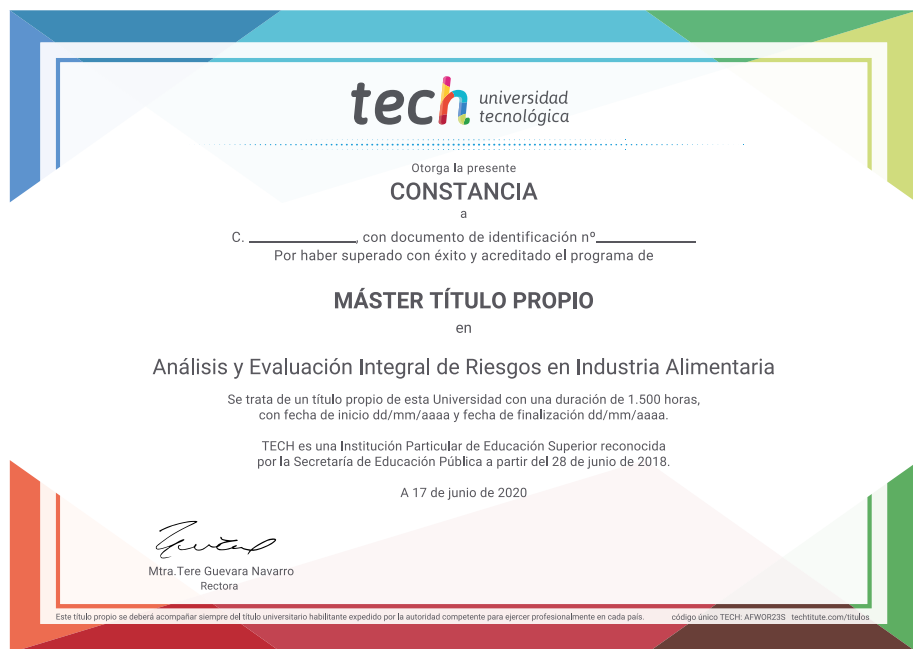 tech universidad
tecnológica
Otorga la presente
CONSTANCIA
a
C. ____________, con documento de identificación nº____________
Por haber superado con éxito y acreditado el programa de
MÁSTER TÍTULO PROPIO
en
Análisis y Evaluación Integral de Riesgos en Industria Alimentaria
Se trata de un título propio de esta Universidad con una duración de 1.500 horas,
con fecha de inicio dd/mm/aaaa y fecha de finalización dd/mm/aaaa.
TECH es una Institución Particular de Educación Superior reconocida
por la Secretaría de Educación Pública a partir del 28 de junio de 2018.
A 17 de junio de 2020
Mtra.Tere Guevara Navarro
Rectora
Este título propio se deberá acompañar siempre del título universitario habilitante expedido por la autoridad competente para ejercer profesionalmente en cada país. código único TECH: AFWOR23S techtitute.com/titulos